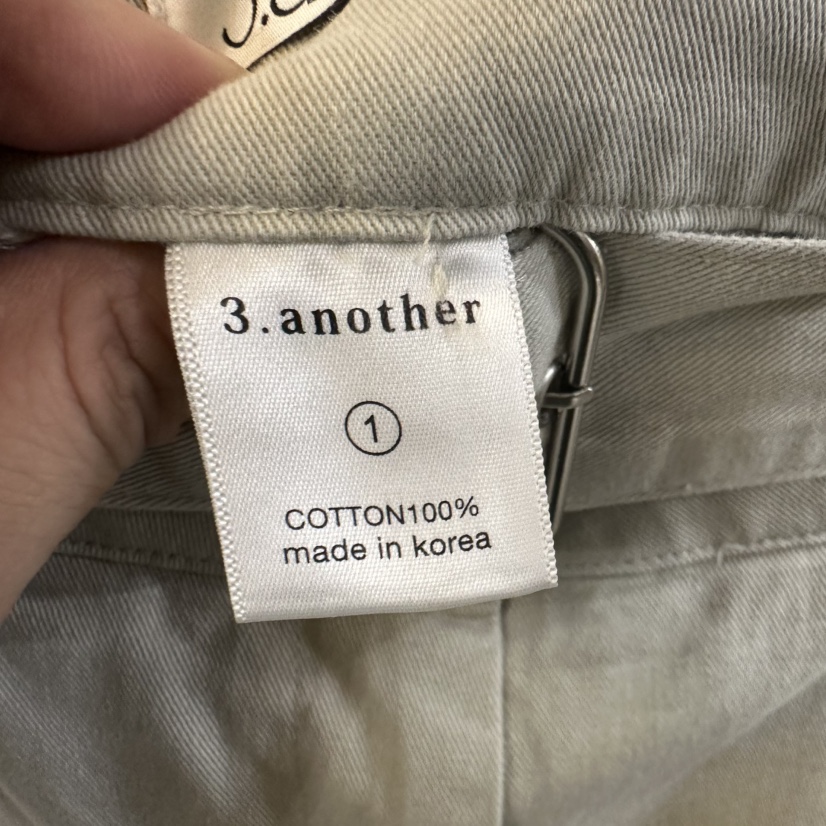 3.another
①
COTTON100%
made in korea